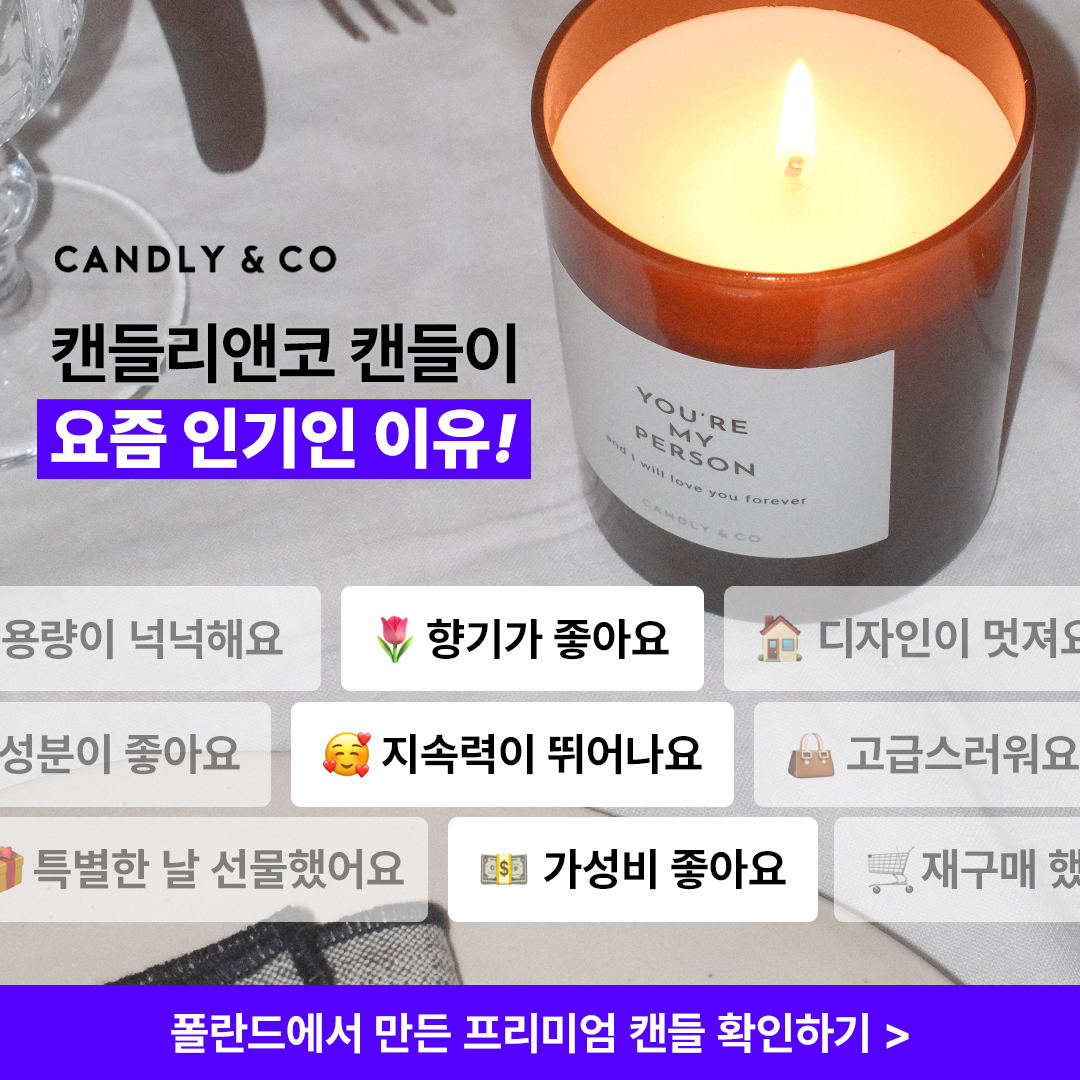 CANDLY & CO
캔들리앤코 캔들이
요즘 인기인 이유!
YOU'RE
MY
PERSON
and I will love you forever
CANDLY & CO
용량이 넉넉해요
🌷 향기가 좋아요
🏠 디자인이 멋져요
성분이 좋아요
🥰 지속력이 뛰어나요
👜 고급스러워요
🎁 특별한 날 선물했어요
💵 가성비 좋아요
🛒 재구매 했
폴란드에서 만든 프리미엄 캔들 확인하기 >